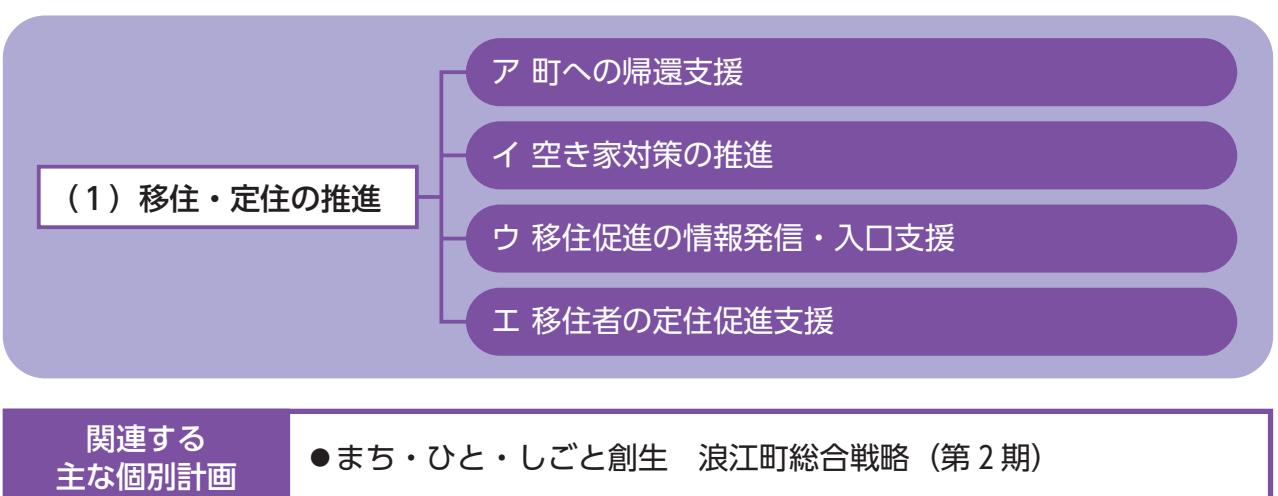 ア 町への帰還支援
イ 空き家対策の推進
（1）移住・定住の推進
ウ 移住促進の情報発信・入口支援
エ 移住者の定住促進支援
関連する
主な個別計画
●まち・ひと・しごと創生　浪江町総合戦略（第２期）